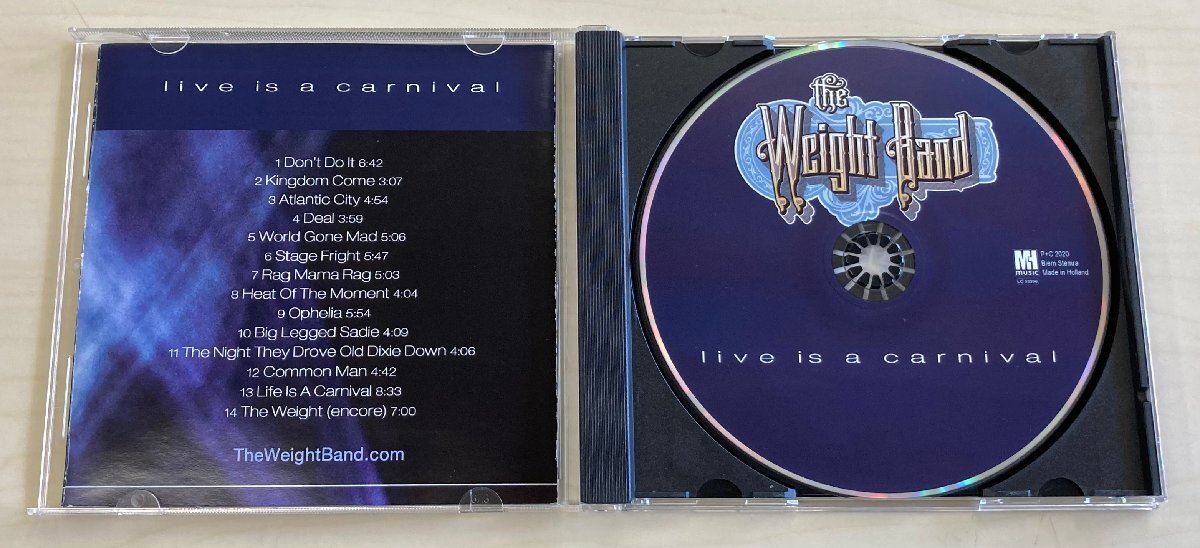 live is a carnival
1 Don't Do It 6:42
2 Kingdom Come 3:07
3 Atlantic City 4:54
4 Deal 3:59
5 World Gone Mad 5:06
6 Stage Fright 5:47
7 Rag Mama Rag 5:03
8 Heat Of The Moment 4:04
9 Ophelia 5:54
10 Big Legged Sadie 4:09
11 The Night They Drove Old Dixie Down 4:06
12 Common Man 4:42
13 Life Is A Carnival 8:33
14 The Weight (encore) 7:00
TheWeightBand.com
the
Weight Band
MH
music
P+C 2020
Biem Stemra
Made in Holland
LC
live is a carnival